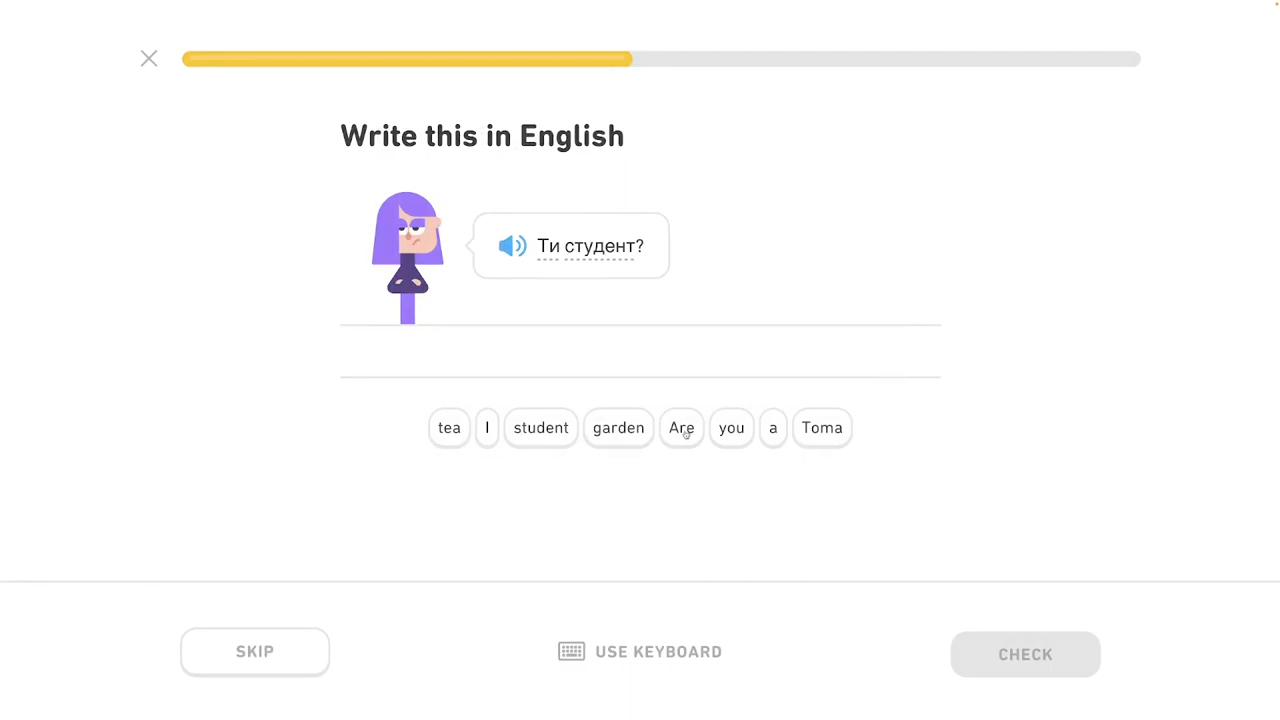 Write this in English
Ти студент?
tea I student garden Are you a Toma
SKIP USE KEYBOARD CHECK